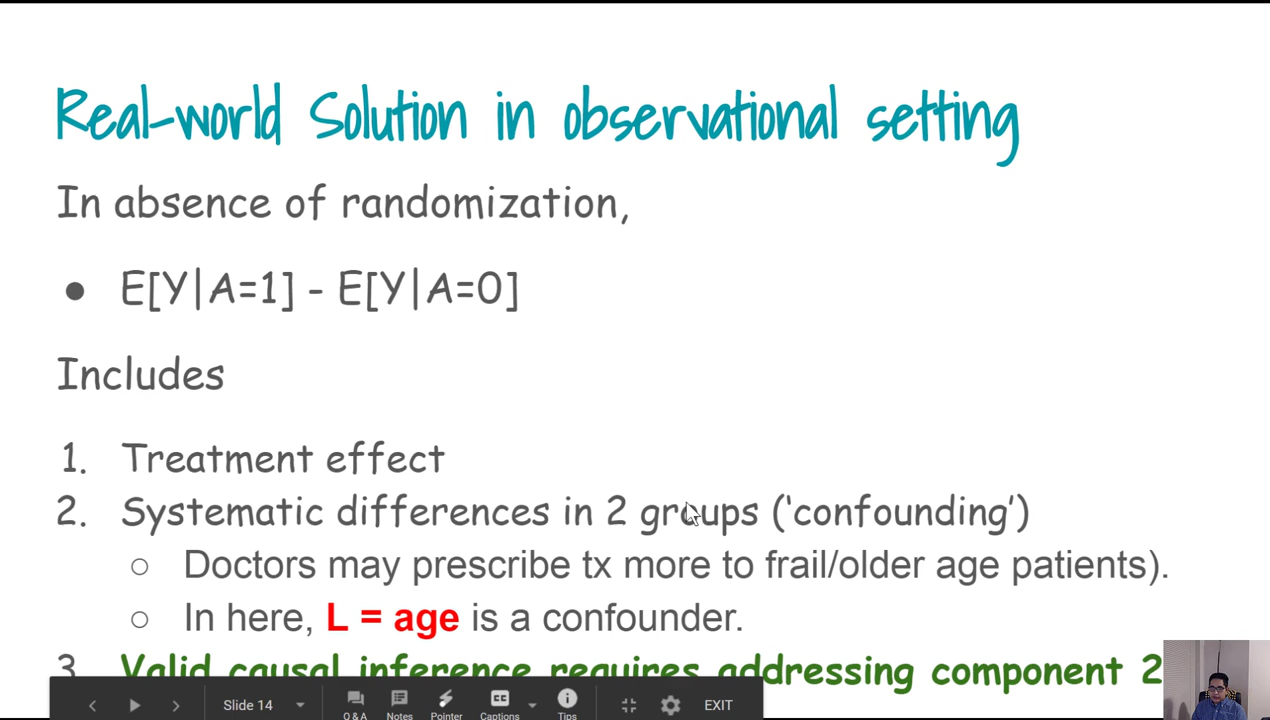 Real-world Solution in observational setting
In absence of randomization,
● E[Y|A=1] - E[Y|A=0]
Includes
1. Treatment effect
2. Systematic differences in 2 groups ('confounding')
○ Doctors may prescribe tx more to frail/older age patients).
○ In here, L = age is a confounder.
3 Valid causal inference requires addressing component 2
Slide 14
Q & A
Notes
Pointer
Captions
Tips
EXIT